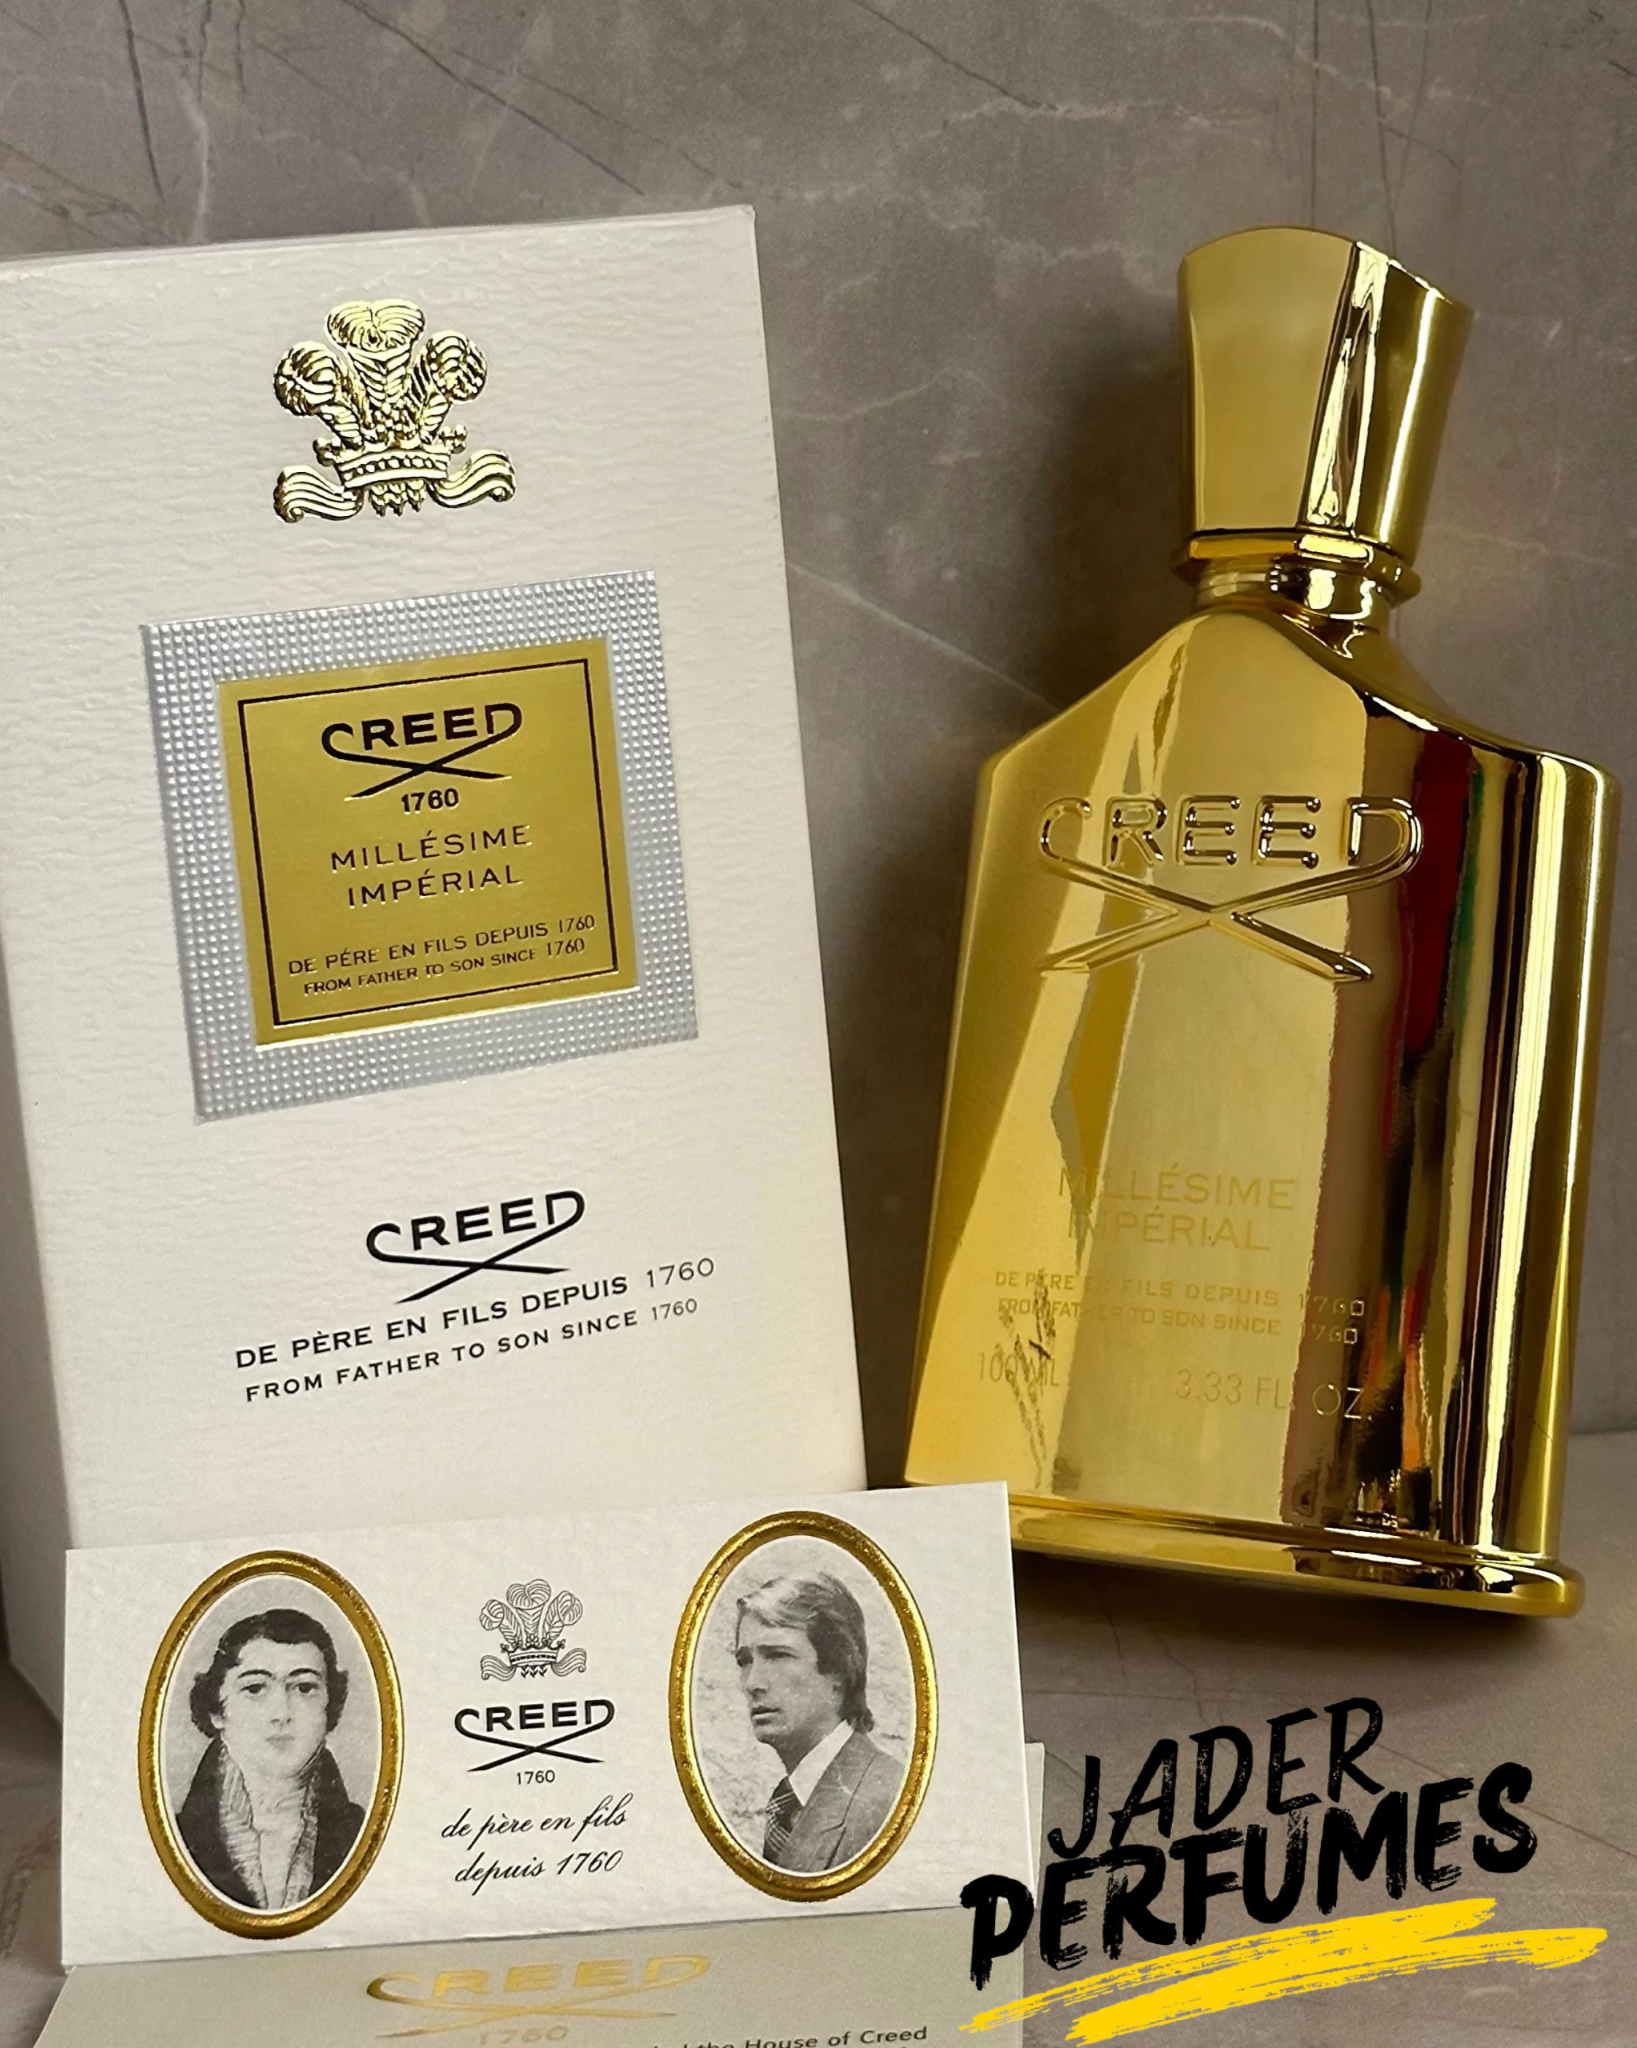 CREED
1760
MILLÉSIME
IMPÉRIAL
DE PÉRE EN FILS DEPUIS 1760
FROM FATHER TO SON SINCE 1760
CREED
DE PÈRE EN FILS DEPUIS 1760
FROM FATHER TO SON SINCE 1760
CREED
MILLÉSIME
IMPÉRIAL
DE PÈRE EN FILS DEPUIS 1760
FROM FATHER TO SON SINCE 1760
100 ML 3.33 FL. OZ.
CREED
1760
de père en fils
depuis 1760
CREED
1760
the House of Creed
JADER
PERFUMES